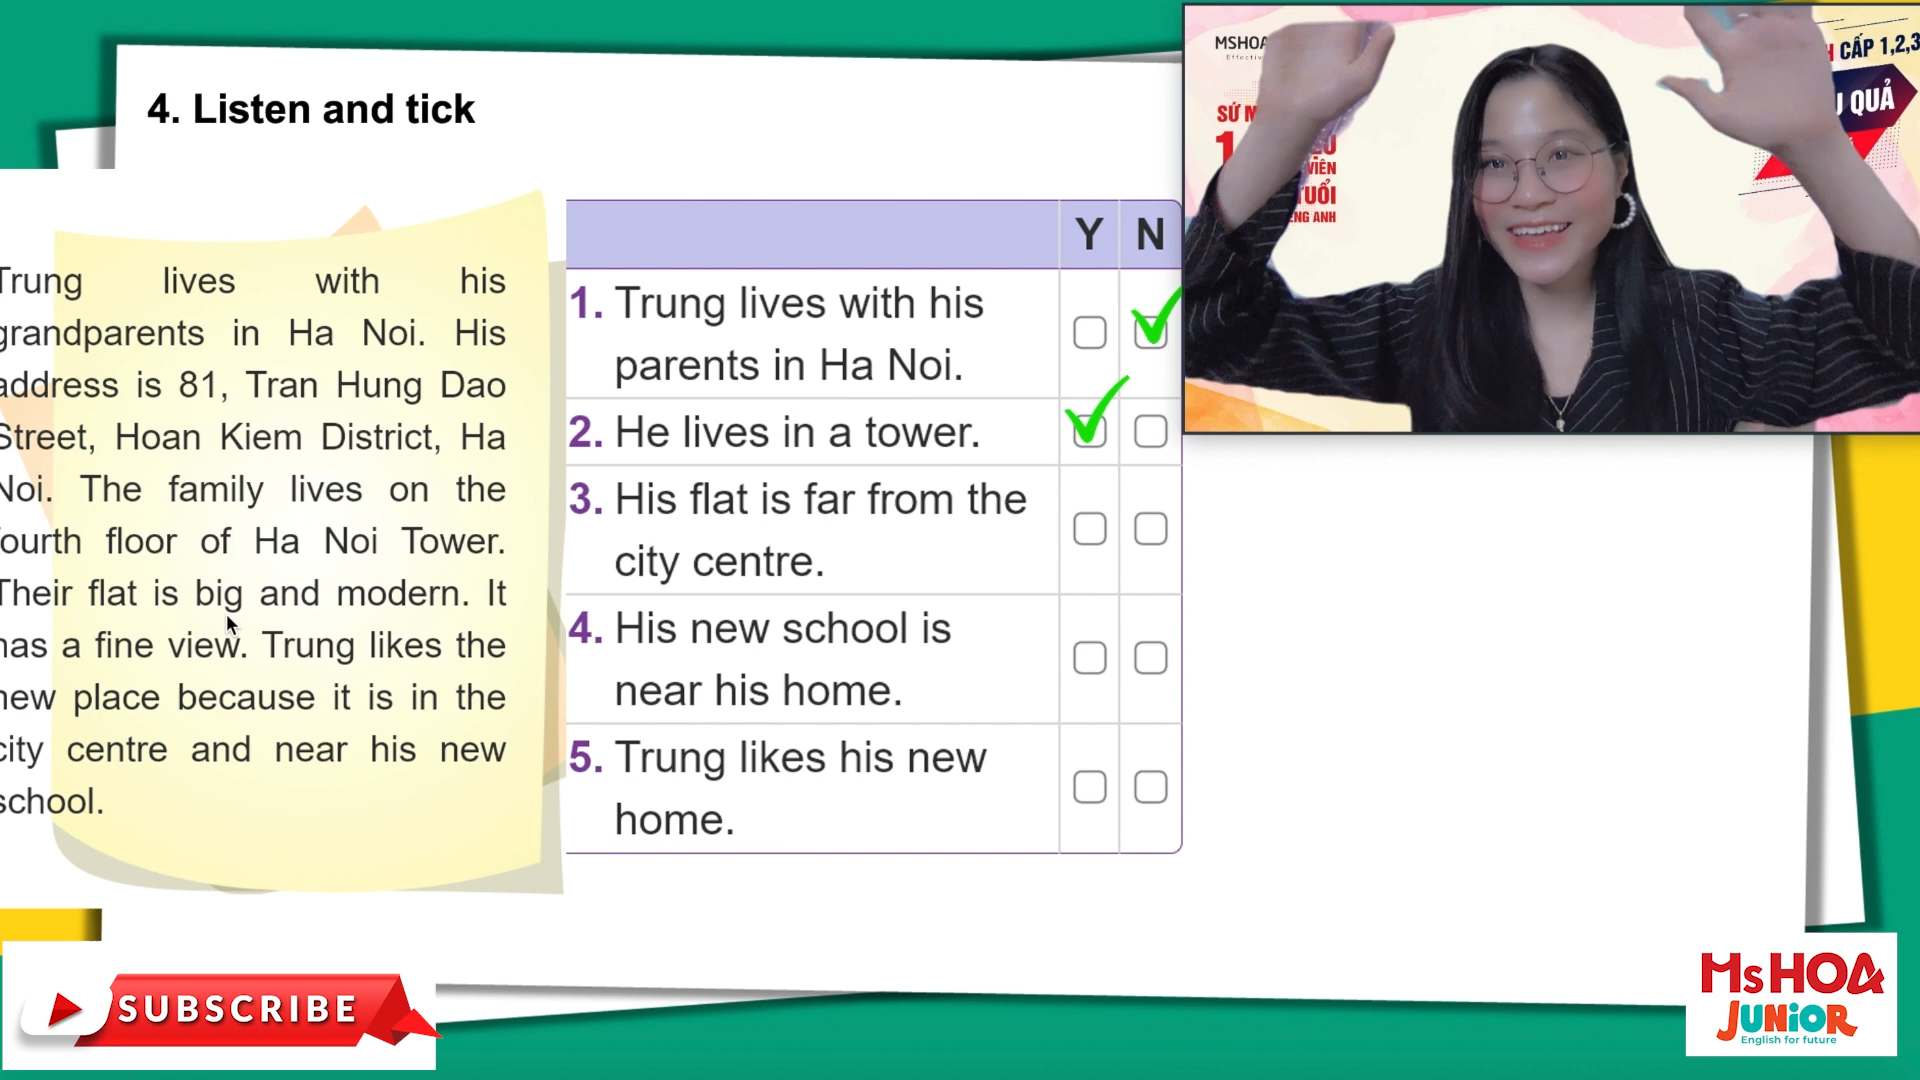 4. Listen and tick
Trung lives with his
grandparents in Ha Noi. His
address is 81, Tran Hung Dao
Street, Hoan Kiem District, Ha
Noi. The family lives on the
fourth floor of Ha Noi Tower.
Their flat is big and modern. It
has a fine view. Trung likes the
new place because it is in the
city centre and near his new
school.
Y N
1. Trung lives with his
parents in Ha Noi.
2. He lives in a tower.
3. His flat is far from the
city centre.
4. His new school is
near his home.
5. Trung likes his new
home.
MSHOA
SỨ
1
VIÊN
TUỔI
ANH
CẤP 1,2,3
QUẢ
SUBSCRIBE
MsHOA
JUNiOR
English for future